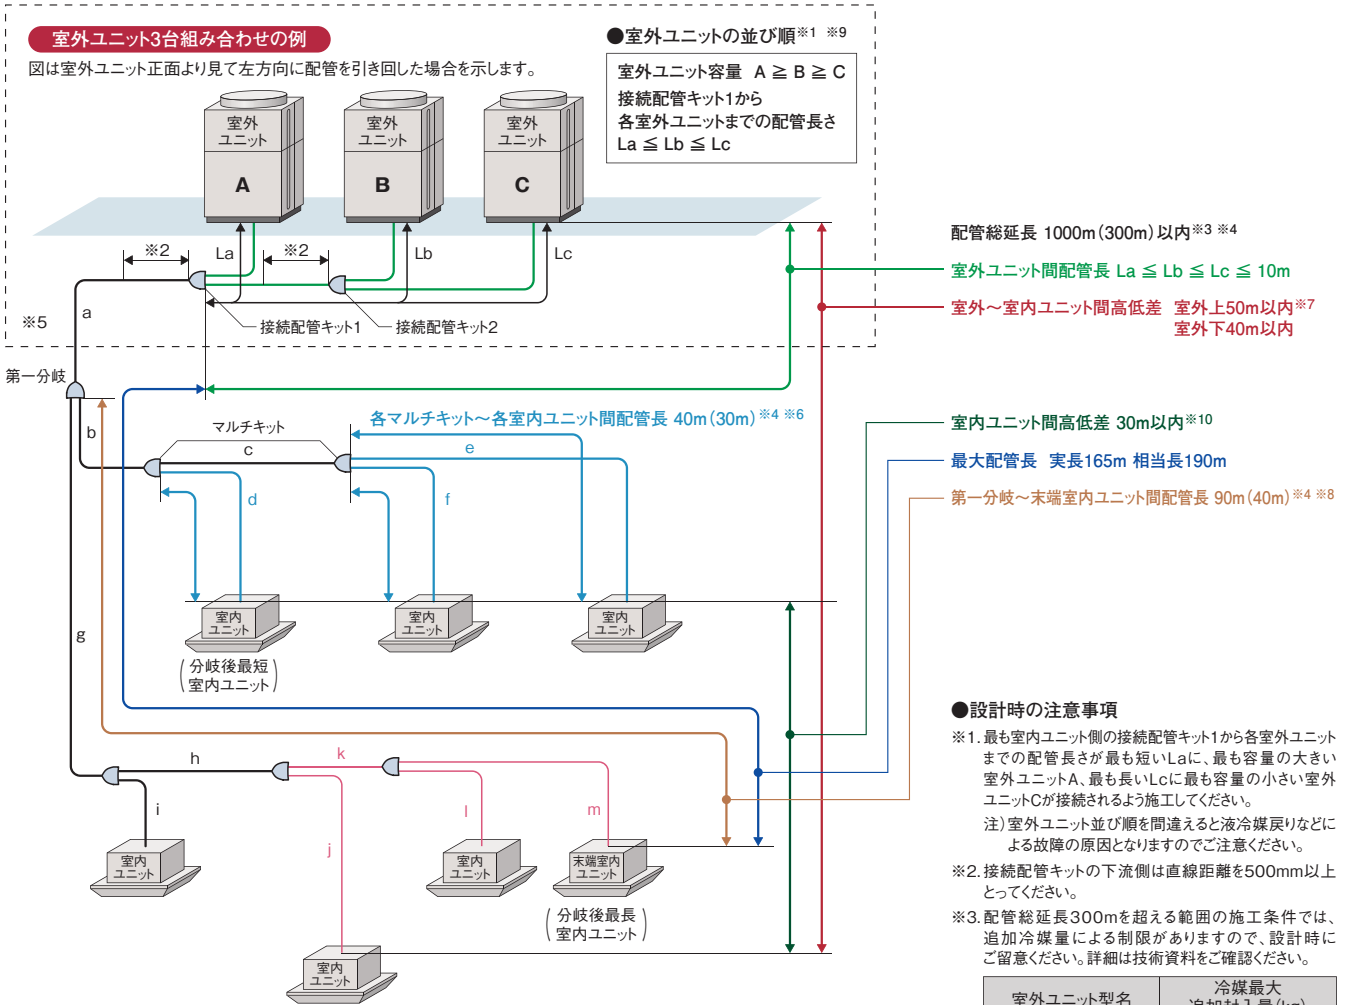 室外ユニット3台組み合わせの例
図は室外ユニット正面より見て左方向に配管を引き回した場合を示します。
●室外ユニットの並び順※1 ※9
室外ユニット容量 A ≧ B ≧ C
接続配管キット1から
各室外ユニットまでの配管長さ
La ≦ Lb ≦ Lc
室外
ユニット
A
室外
ユニット
B
室外
ユニット
C
※2
La
※2
Lb
Lc
a
※5
接続配管キット1
接続配管キット2
配管総延長 1000m(300m)以内※3 ※4
室外ユニット間配管長 La ≦ Lb ≦ Lc ≦ 10m
室外～室内ユニット間高低差 室外上50m以内※7
室外下40m以内
第一分岐
b
マルチキット
c
各マルチキット～各室内ユニット間配管長 40m(30m)※4 ※6
e
d
f
室内ユニット間高低差 30m以内※10
最大配管長 実長165m 相当長190m
第一分岐～末端室内ユニット間配管長 90m(40m)※4 ※8
室内
ユニット
(分岐後最短
室内ユニット)
室内
ユニット
室内
ユニット
g
h
k
i
j
l
m
室内
ユニット
室内
ユニット
末端室内
ユニット
(分岐後最長
室内ユニット)
室内
ユニット
●設計時の注意事項
※1.最も室内ユニット側の接続配管キット1から各室外ユニット
までの配管長さが最も短いLaに、最も容量の大きい
室外ユニットA、最も長いLcに最も容量の小さい室外
ユニットCが接続されるよう施工してください。
注)室外ユニット並び順を間違えると液冷媒戻りなどに
よる故障の原因となりますのでご注意ください。
※2.接続配管キットの下流側は直線距離を500mm以上
とってください。
※3.配管総延長300mを超える範囲の施工条件では、
追加冷媒量による制限がありますので、設計時に
ご留意ください。詳細は技術資料をご確認ください。
室外ユニット型名
冷媒最大
追加封入量(kg)